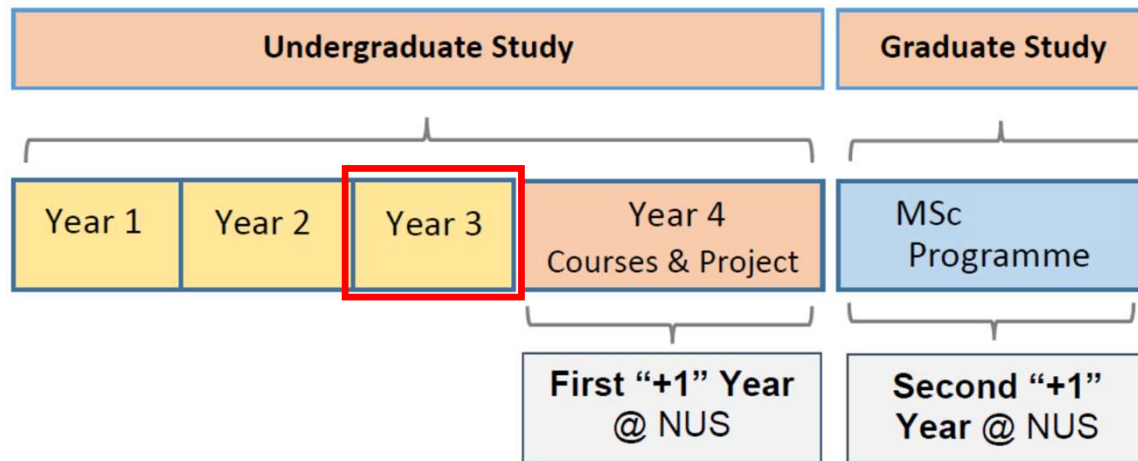 Undergraduate Study
Graduate Study
Year 1
Year 2
Year 3
Year 4
Courses & Project
MSc
Programme
First “+1” Year
@ NUS
Second “+1”
Year @ NUS